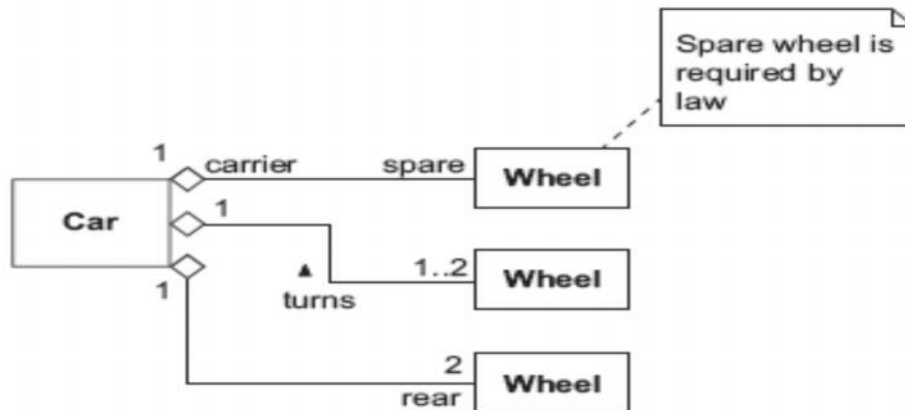 Spare wheel is
required by
law
1
carrier
spare
Wheel
Car
1
1..2
Wheel
turns
1
2
rear
Wheel